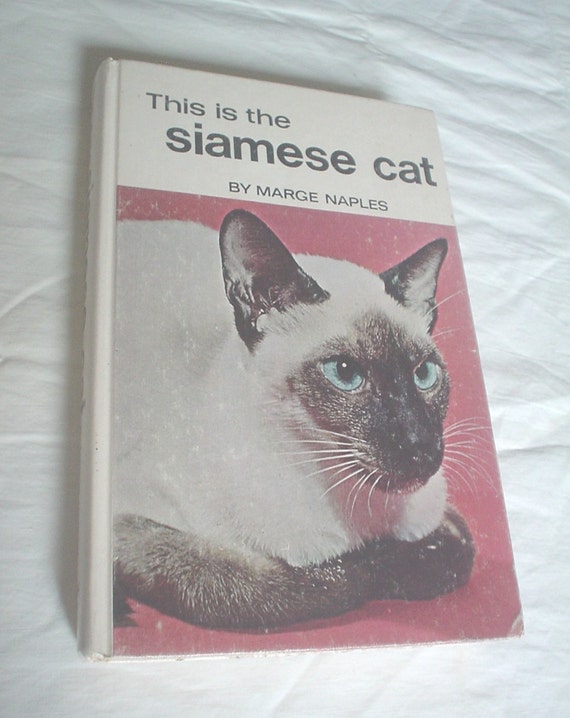 This is the
siamese cat
BY MARGE NAPLES